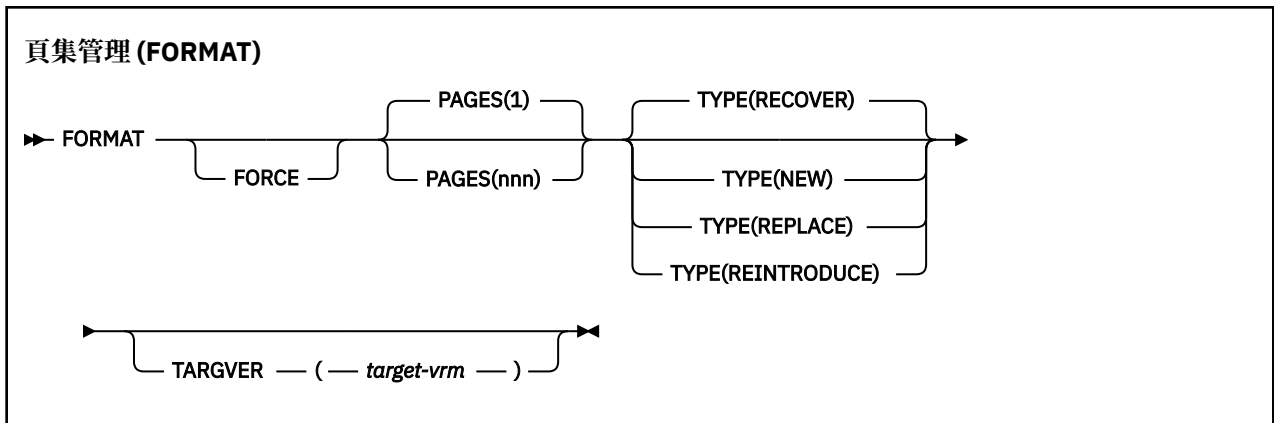 頁集管理 (FORMAT)
PAGES(1)
TYPE(RECOVER)
FORMAT
FORCE
PAGES(nnn)
TYPE(NEW)
TYPE(REPLACE)
TYPE(REINTRODUCE)
TARGVER ( target-vrm )